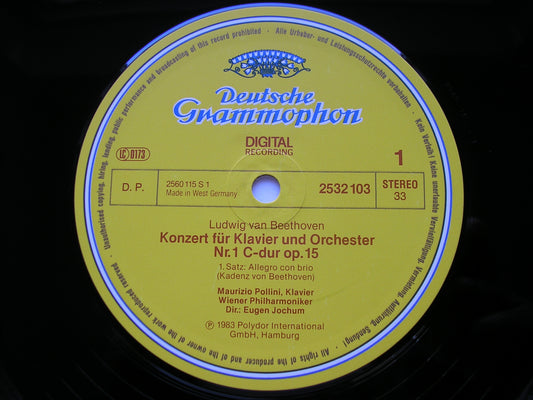 Alle Urheber- und Leistungsschutzrechte vorbehalten · Kein Verleih! Keine unerlaubte Vervielfältigung, Vermietung, Aufführung, Sendung! ·
All rights of the producer and of the owner of the work reproduced reserved · Unauthorised copying, hiring, lending, public performance and broadcasting of this record prohibited ·
Deutsche
Grammophon
DIGITAL
RECORDING
LC 0173
1
D. P.
2560 115 S 1
Made in West Germany
2532 103
STEREO
33
Ludwig van Beethoven
Konzert für Klavier und Orchester
Nr.1 C-dur op.15
1. Satz: Allegro con brio
(Kadenz von Beethoven)
Maurizio Pollini, Klavier
Wiener Philharmoniker
Dir.: Eugen Jochum
℗ 1983 Polydor International
GmbH, Hamburg